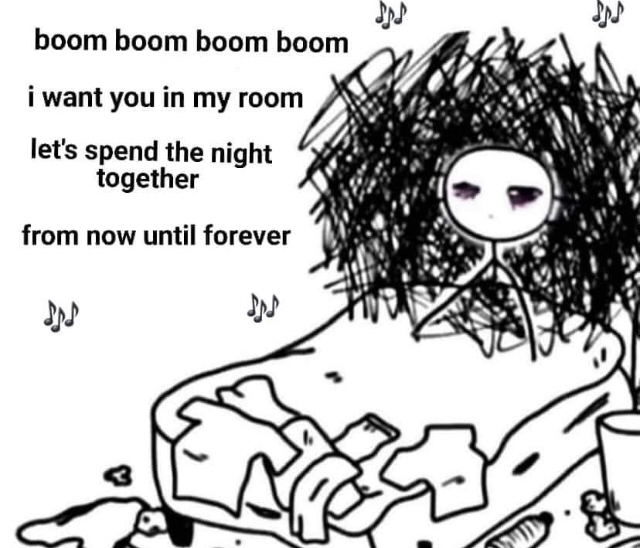 boom boom boom boom
i want you in my room
let's spend the night
together
from now until forever